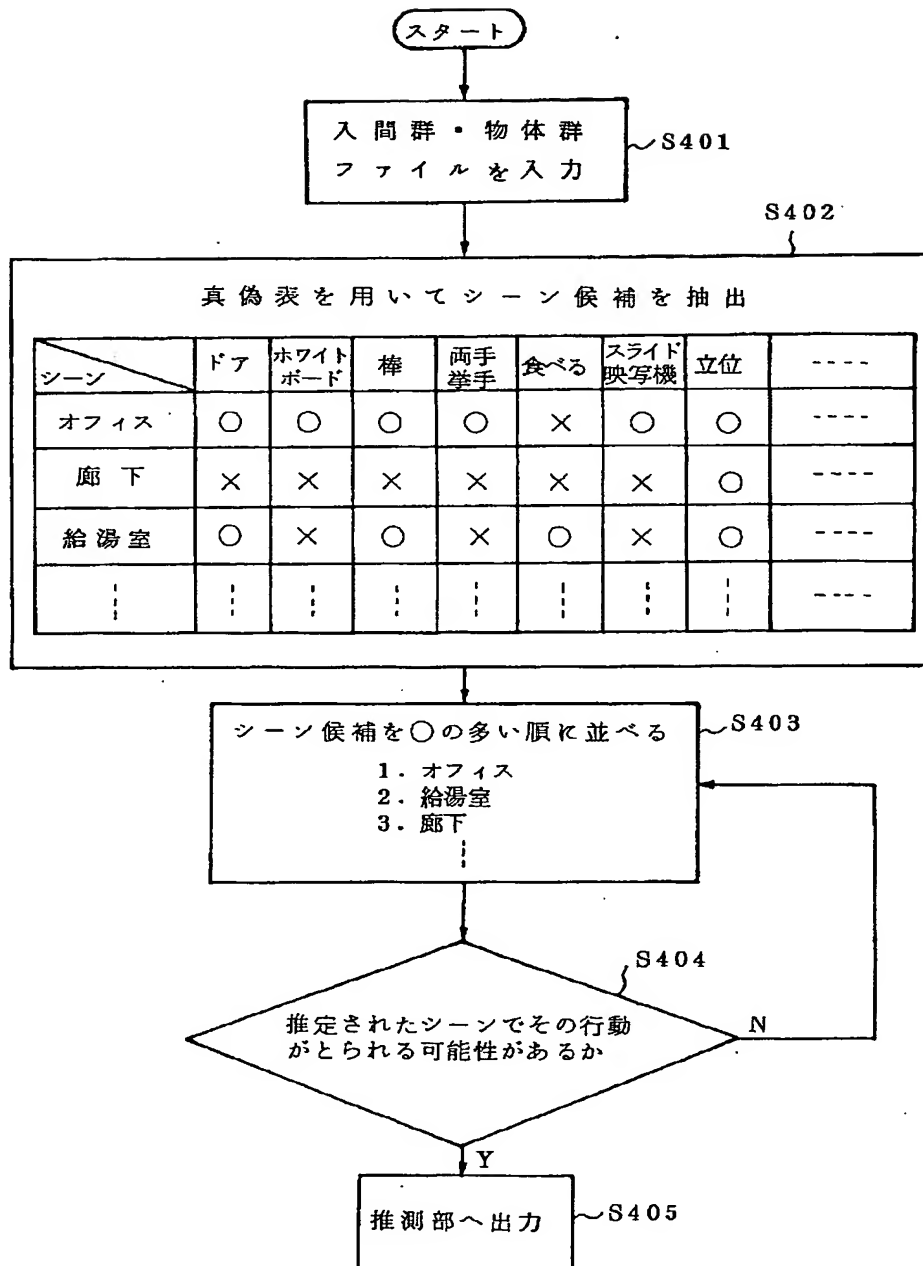 スタート
入間群・物体群
ファイルを入力
S401
S402
真偽表を用いてシーン候補を抽出
シーン ドア ホワイトボード 棒 両手挙手 食べる スライド映写機 立位 ----
オフィス ○ ○ ○ ○ × ○ ○ ----
廊下 × × × × × × ○ ----
給湯室 ○ × ○ × ○ × ○ ----
----
シーン候補を○の多い順に並べる
S403
1. オフィス
2. 給湯室
3. 廊下
S404
推定されたシーンでその行動
がとられる可能性があるか
N
Y
推測部へ出力
S405